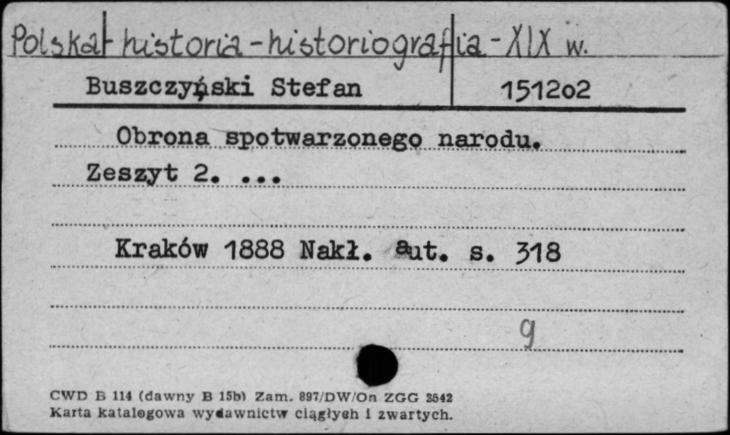 Polska - historia - historiografia - XIX w.
Buszczyński Stefan 151202
Obrona spotwarzonego narodu.
Zeszyt 2. ...
Kraków 1888 Nakł. aut. s. 318
g
CWD B 114 (dawny B 15b) Zam. 897/DW/On ZGG 3542
Karta katalogowa wydawnictw ciągłych i zwartych.